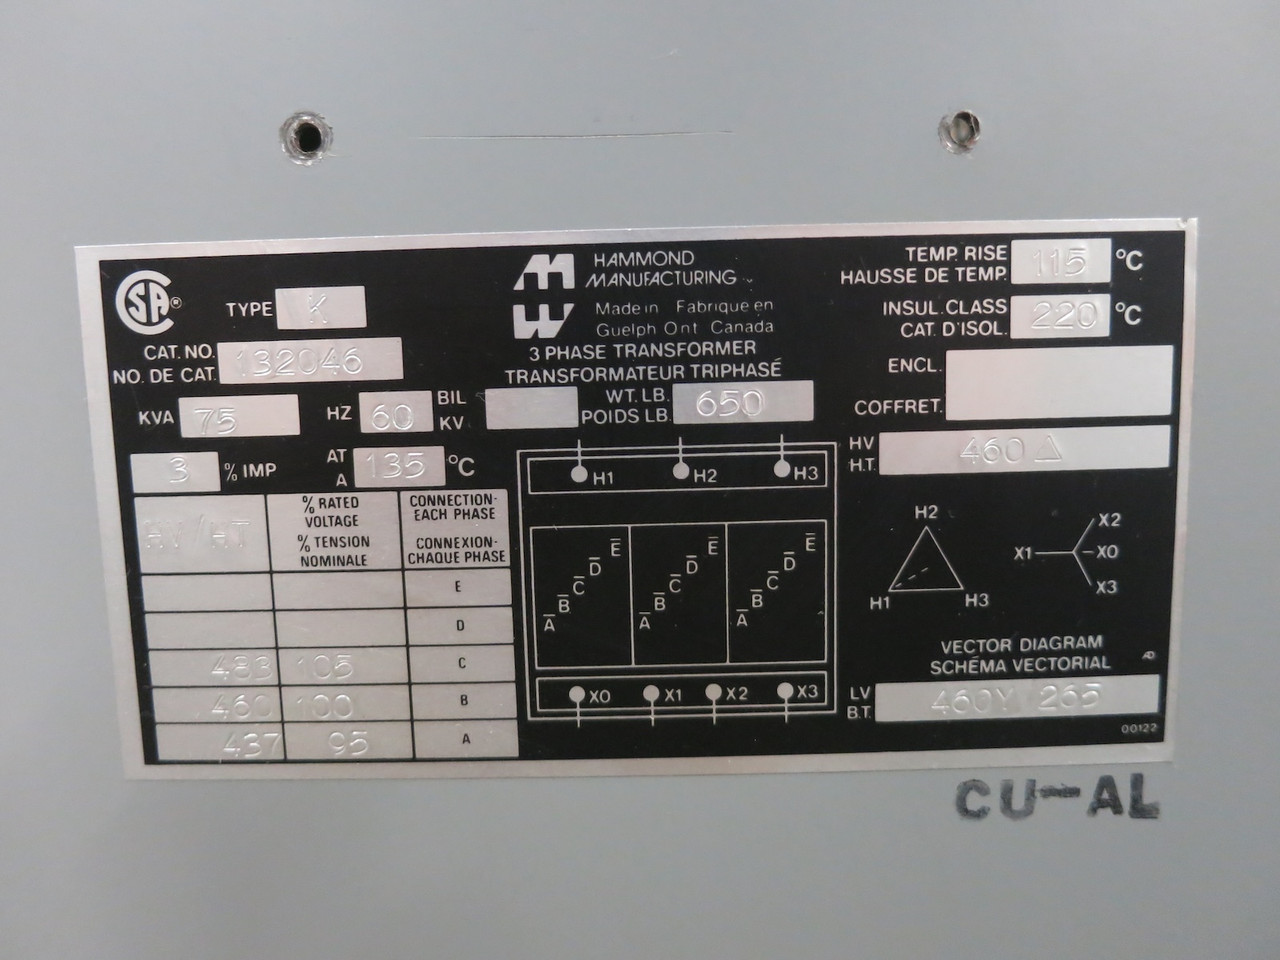 CSA®
TYPE K
HAMMOND
MANUFACTURING
Made in Fabrique en
Guelph Ont Canada
3 PHASE TRANSFORMER
TRANSFORMATEUR TRIPHASÉ
TEMP. RISE
HAUSSE DE TEMP. 115 °C
INSUL. CLASS
CAT. D'ISOL. 220 °C
CAT. NO.
NO. DE CAT. 132046
ENCL.
COFFRET.
KVA 75 HZ 60 BIL
KV
WT. LB.
POIDS LB. 650
3 % IMP AT
A 135 °C
HV
H.T. 460 Δ
HV/HT % RATED
VOLTAGE
% TENSION
NOMINALE
CONNECTION-
EACH PHASE
CONNEXION-
CHAQUE PHASE
E
D
483 105 C
460 100 B
437 95 A
H1 H2 H3
A B C D E A B C D E A B C D E
X0 X1 X2 X3
H2
H1 H3
X2
X1 X0
X3
VECTOR DIAGRAM
SCHÉMA VECTORIAL
LV
B.T. 460Y 265
00122
CU-AL